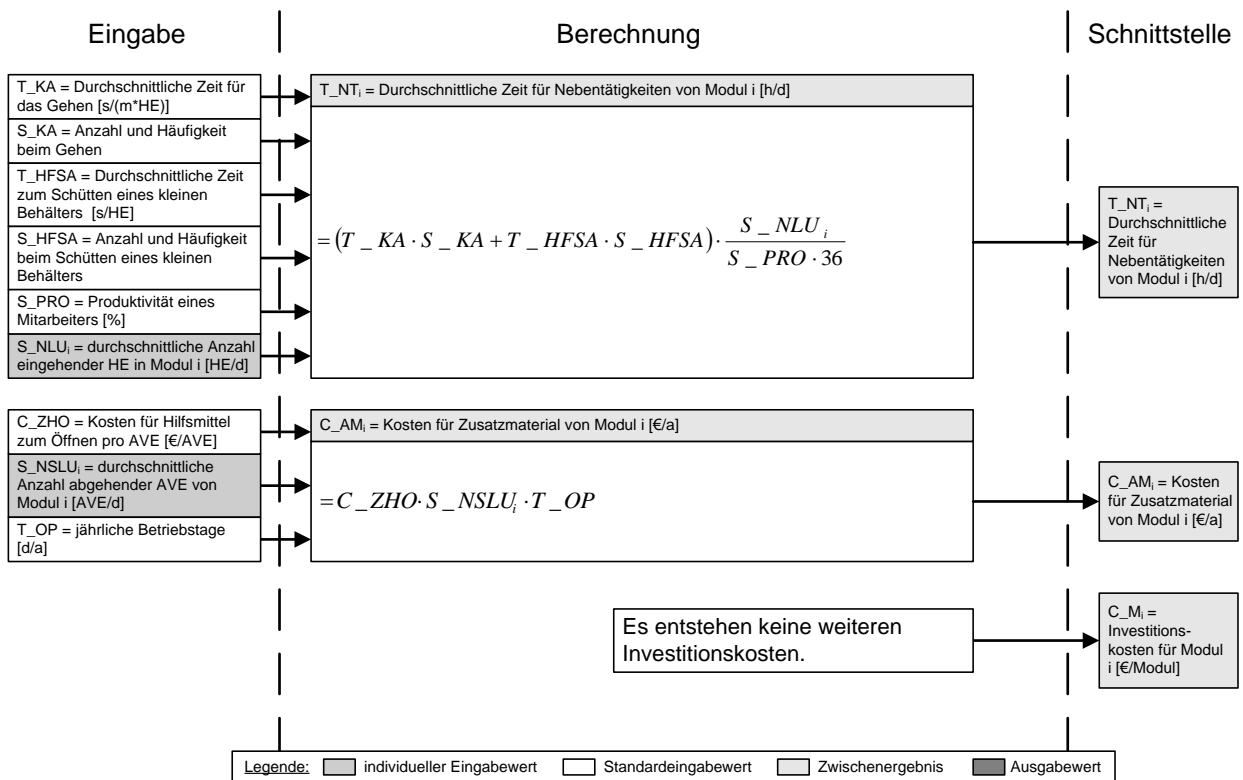 Eingabe
Berechnung
Schnittstelle
T_KA = Durchschnittliche Zeit für
das Gehen [s/(m*HE)]
S_KA = Anzahl und Häufigkeit
beim Gehen
T_HFSA = Durchschnittliche Zeit
zum Schütten eines kleinen
Behälters [s/HE]
S_HFSA = Anzahl und Häufigkeit
beim Schütten eines kleinen
Behälters
S_PRO = Produktivität eines
Mitarbeiters [%]
S_NLUᵢ = durchschnittliche Anzahl
eingehender HE in Modul i [HE/d]
T_NTᵢ = Durchschnittliche Zeit für Nebentätigkeiten von Modul i [h/d]
= (T_KA · S_KA + T_HFSA · S_HFSA) · S_NLUᵢ / S_PRO · 36
T_NTᵢ =
Durchschnittliche
Zeit für
Nebentätigkeiten
von Modul i [h/d]
C_ZHO = Kosten für Hilfsmittel
zum Öffnen pro AVE [€/AVE]
S_NSLUᵢ = durchschnittliche
Anzahl abgehender AVE von
Modul i [AVE/d]
T_OP = jährliche Betriebstage
[d/a]
C_AMᵢ = Kosten für Zusatzmaterial von Modul i [€/a]
= C_ZHO · S_NSLUᵢ · T_OP
C_AMᵢ = Kosten
für Zusatzmaterial
von Modul i [€/a]
Es entstehen keine weiteren
Investitionskosten.
C_Mᵢ =
Investitions-
kosten für Modul
i [€/Modul]
Legende: individueller Eingabewert Standardeingabewert Zwischenergebnis Ausgabewert